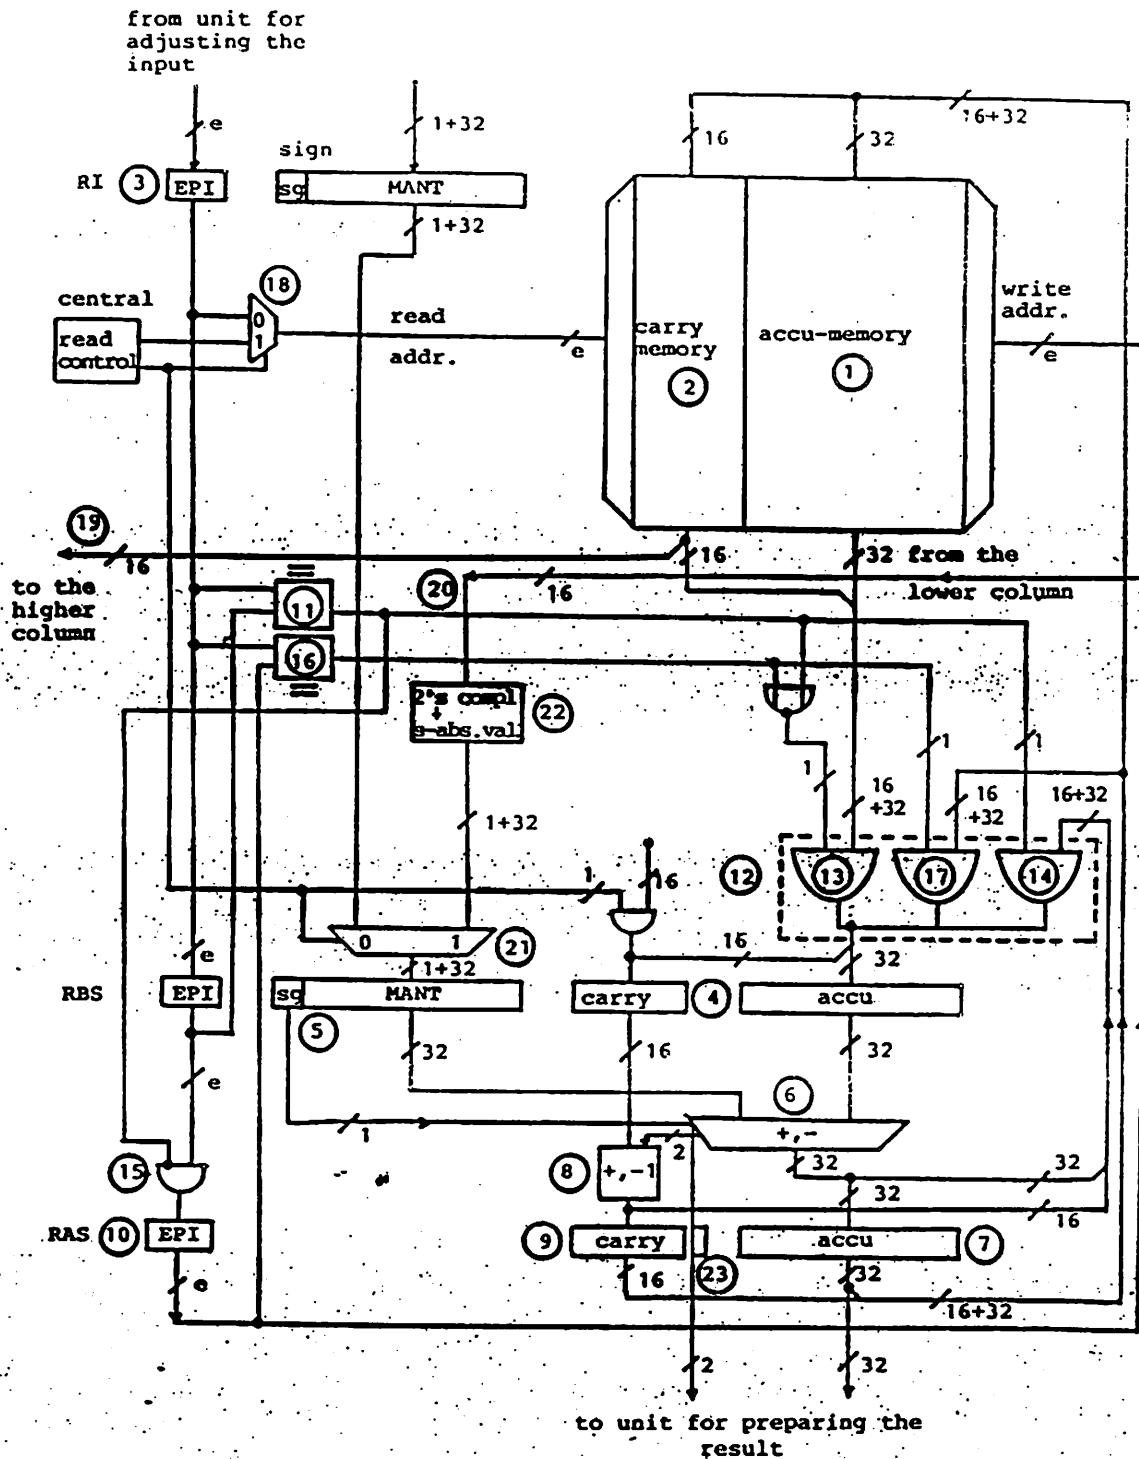 from unit for
adjusting the
input
e
1+32
16
32
16+32
sign
RI 3 EPI
sg MANT
1+32
18
central
read
control
0
1
read
addr.
e
carry
memory
2
accu-memory
1
write
addr.
e
19
16
to the
higher
column
20
16
16
32 from the
lower column
11
16
2's compl
s-abs.val
22
1
1
1
16
+32
16
+32
16+32
1+32
12
13
17
14
1
16
0
1
21
1+32
16
32
e
RBS EPI
sg MANT
5
carry
4
accu
32
16
32
e
6
1
+,-
2
15
8
+,-1
32
32
32
16
RAS 10 EPI
9
carry
accu
7
e
16
23
32
16+32
2
32
to unit for preparing the
result